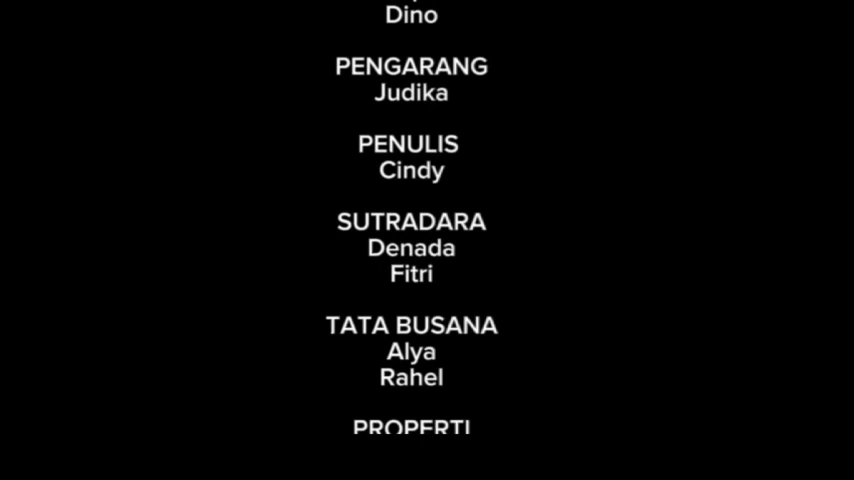 Dino
PENGARANG
Judika
PENULIS
Cindy
SUTRADARA
Denada
Fitri
TATA BUSANA
Alya
Rahel
PROPERTI